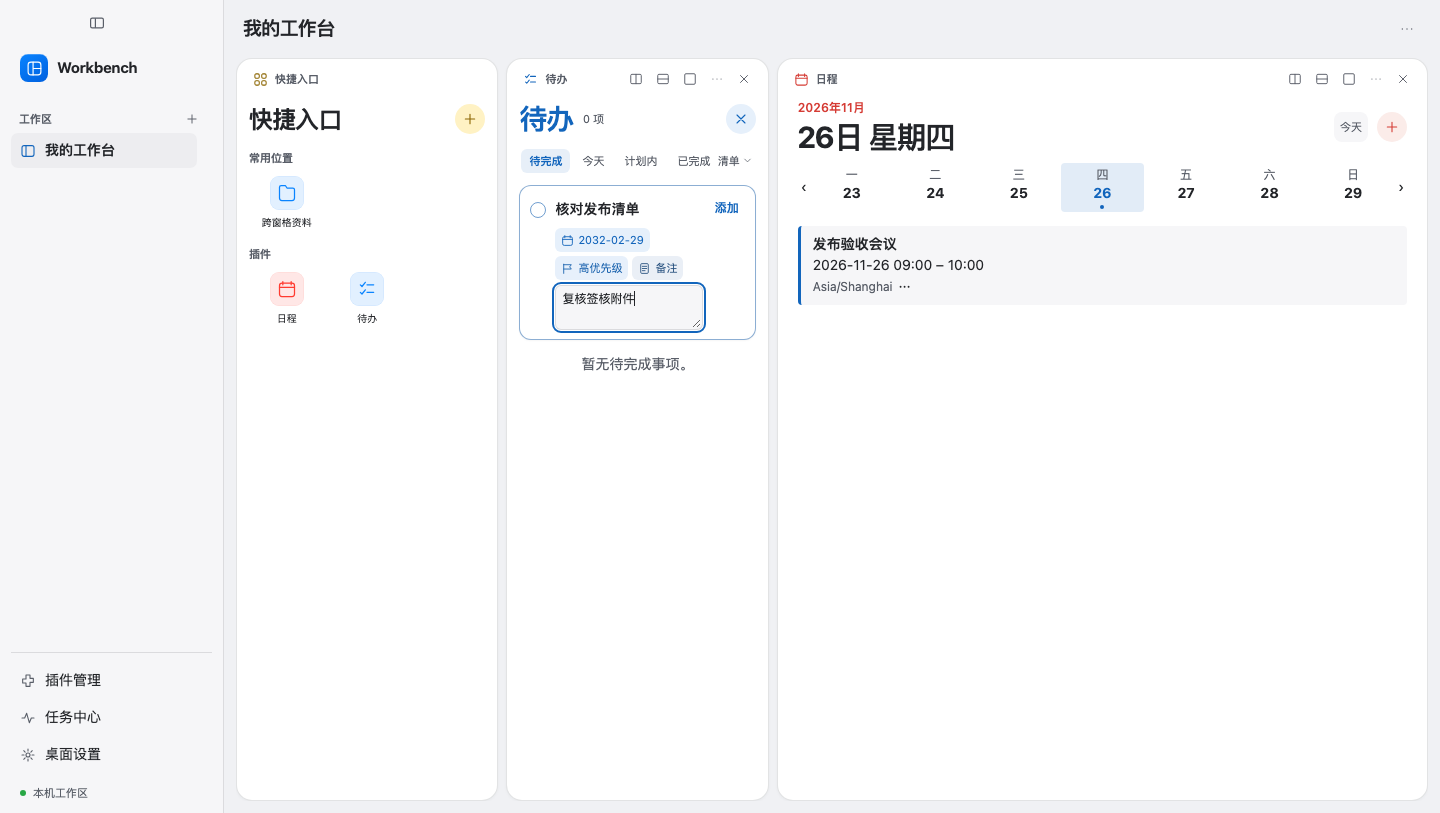 我的工作台
Workbench
工作区
我的工作台
插件管理
任务中心
桌面设置
本机工作区
快捷入口
快捷入口
常用位置
跨窗格资料
插件
日程
待办
待办
待办 0 项
待完成 今天 计划内 已完成 清单
核对发布清单 添加
2032-02-29
高优先级 备注
复核签核附件
暂无待完成事项。
日程
2026年11月
26日 星期四
今天
一 二 三 四 五 六 日
23 24 25 26 27 28 29
发布验收会议
2026-11-26 09:00 – 10:00
Asia/Shanghai ···